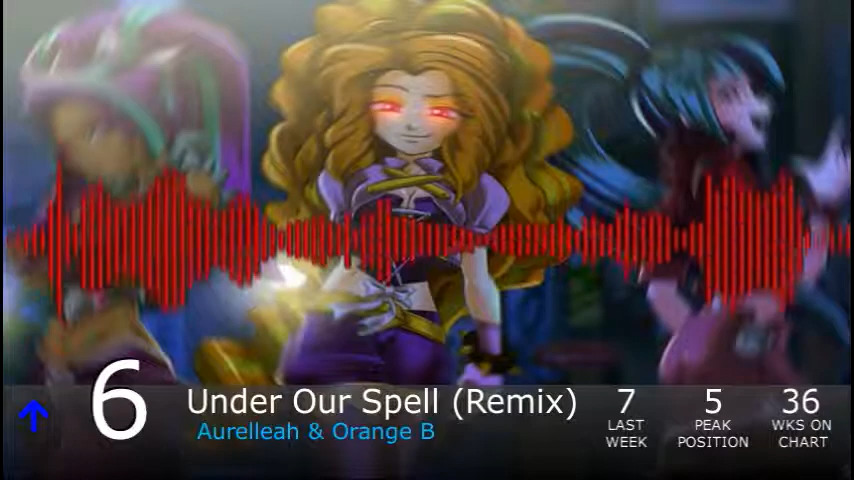 6
Under Our Spell (Remix)
Aurelleah & Orange B
7
LAST
WEEK
5
PEAK
POSITION
36
WKS ON
CHART